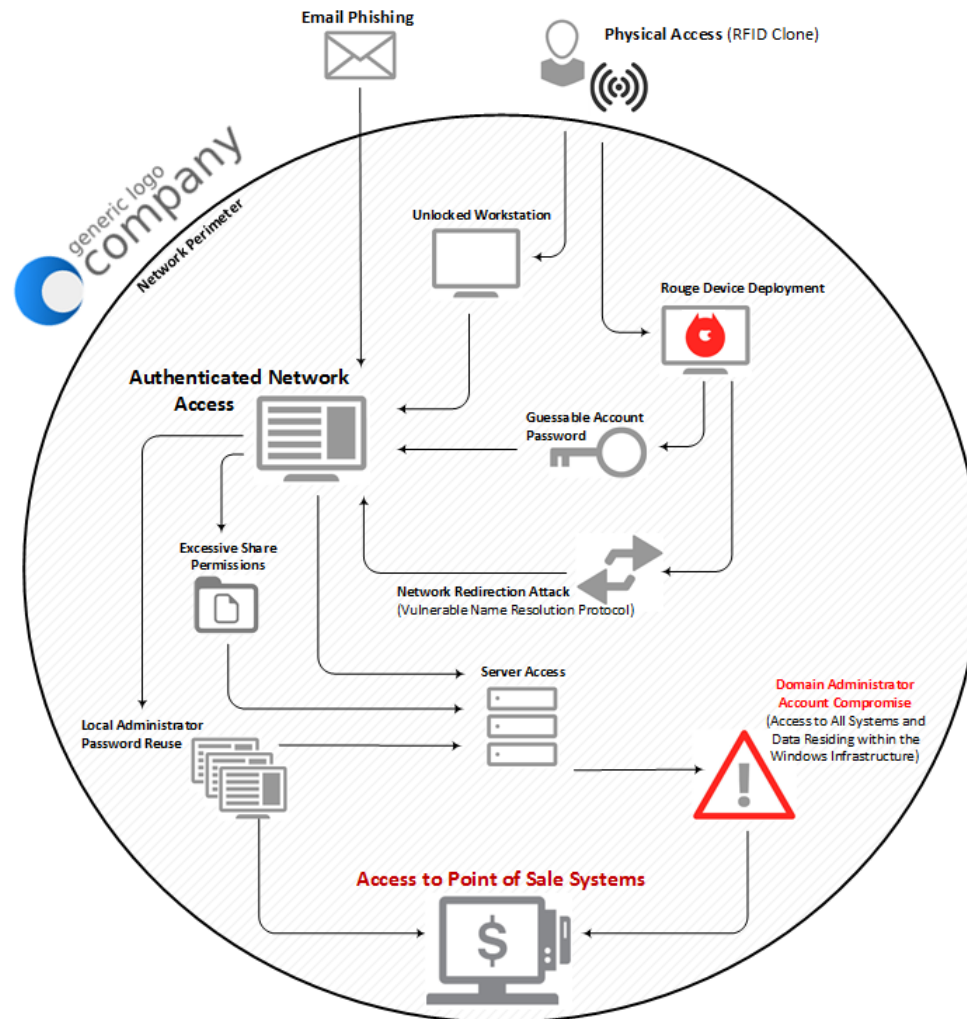 Email Phishing
Physical Access (RFID Clone)
generic logo
company
Network Perimeter
Unlocked Workstation
Rouge Device Deployment
Authenticated Network
Access
Guessable Account
Password
Excessive Share
Permissions
Network Redirection Attack
(Vulnerable Name Resolution Protocol)
Server Access
Domain Administrator
Account Compromise
(Access to All Systems and
Data Residing within the
Windows Infrastructure)
Local Administrator
Password Reuse
Access to Point of Sale Systems
$